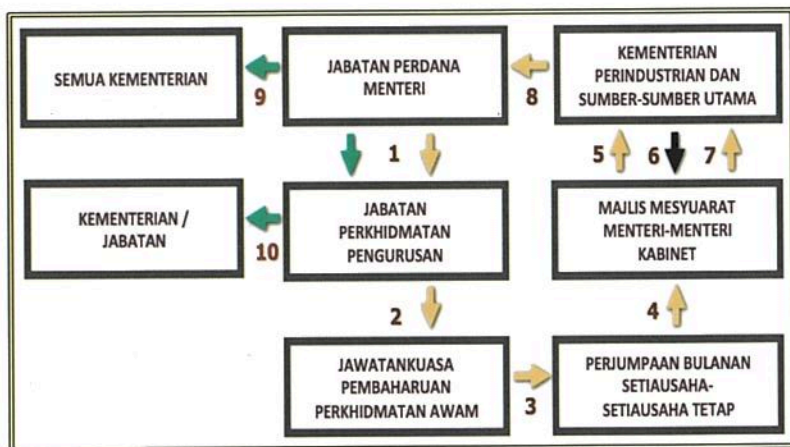 SEMUA KEMENTERIAN
9
JABATAN PERDANA
MENTERI
8
KEMENTERIAN
PERINDUSTRIAN DAN
SUMBER-SUMBER UTAMA
1
5
6
7
KEMENTERIAN /
JABATAN
10
JABATAN
PERKHIDMATAN
PENGURUSAN
MAJLIS MESYUARAT
MENTERI-MENTERI
KABINET
2
4
JAWATANKUASA
PEMBAHARUAN
PERKHIDMATAN AWAM
3
PERJUMPAAN BULANAN
SETIAUSAHA-
SETIAUSAHA TETAP